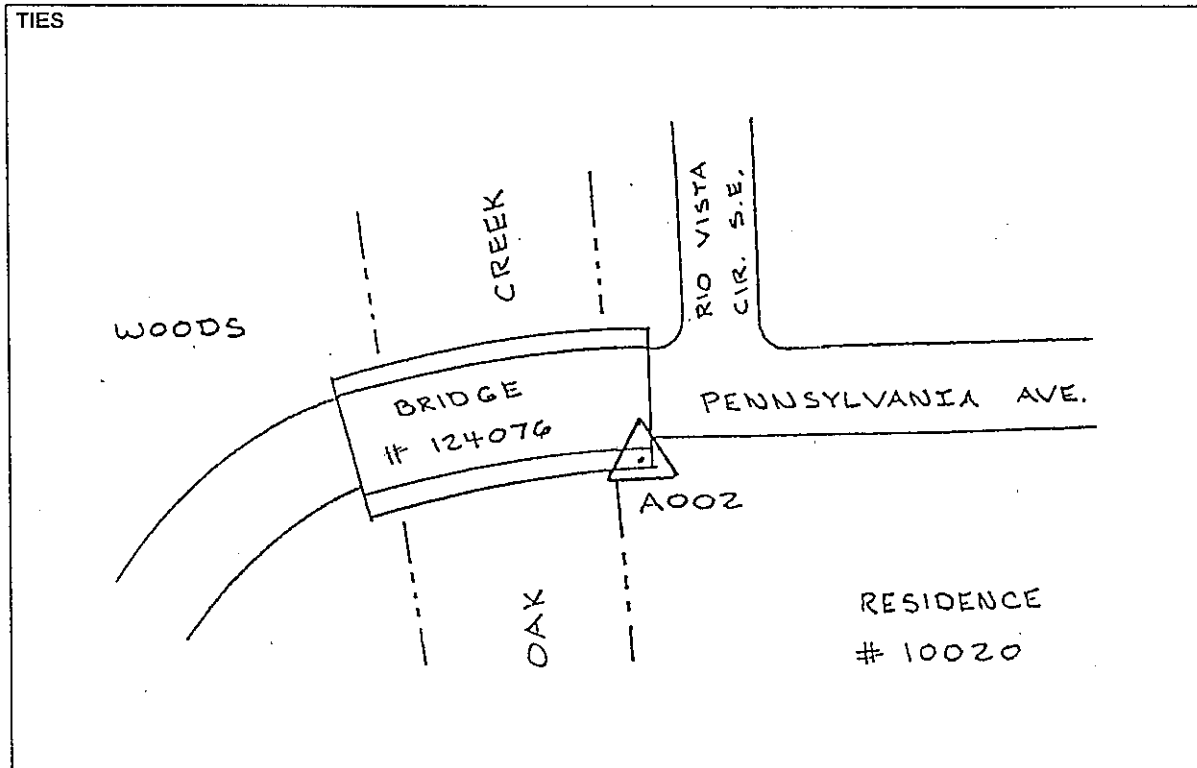 TIES
CREEK
RIO VISTA
CIR. S.E.
WOODS
BRIDGE
# 124076
PENNSYLVANIA AVE.
A002
OAK
RESIDENCE
# 10020